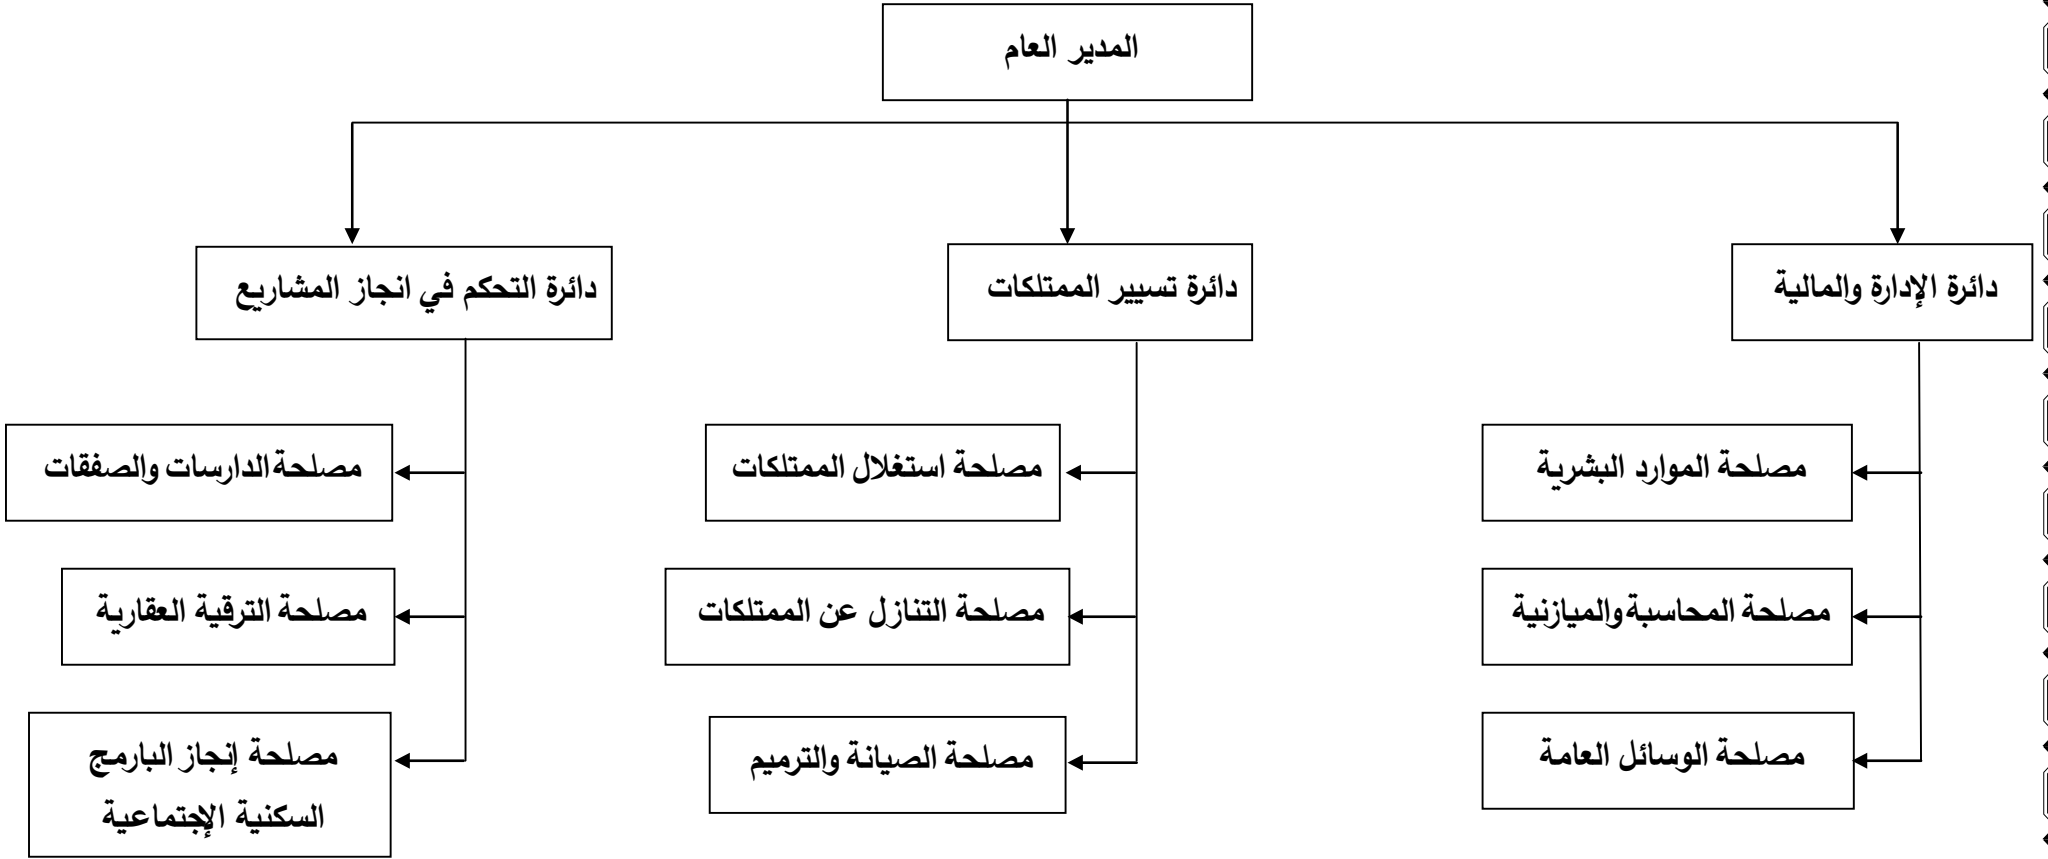 المدير العام
دائرة الإدارة والمالية
دائرة تسيير الممتلكات
دائرة التحكم في انجاز المشاريع
مصلحة الموارد البشرية
مصلحة استغلال الممتلكات
مصلحة الدارسات والصفقات
مصلحة المحاسبة والميازنية
مصلحة التنازل عن الممتلكات
مصلحة الترقية العقارية
مصلحة الوسائل العامة
مصلحة الصيانة والترميم
مصلحة إنجاز البارمج
السكنية الإجتماعية